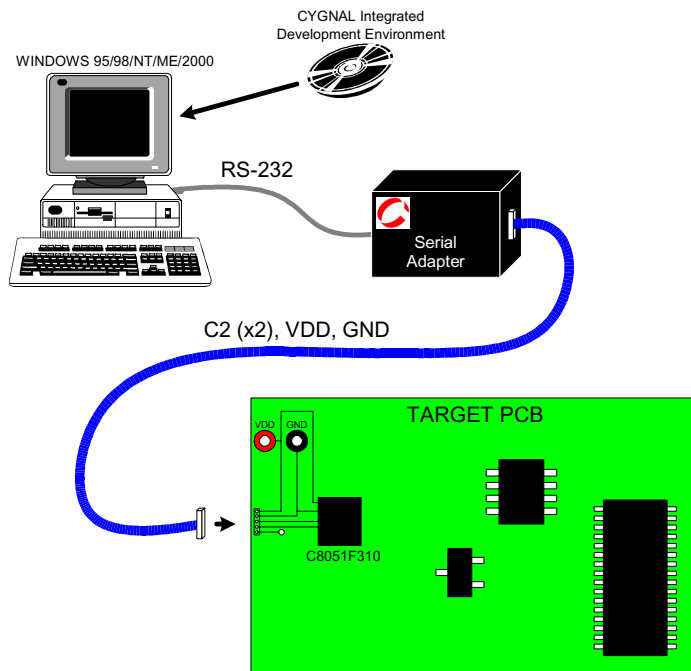 CYGNAL Integrated
Development Environment
WINDOWS 95/98/NT/ME/2000
RS-232
Serial
Adapter
C2 (x2), VDD, GND
TARGET PCB
VDD
GND
C8051F310